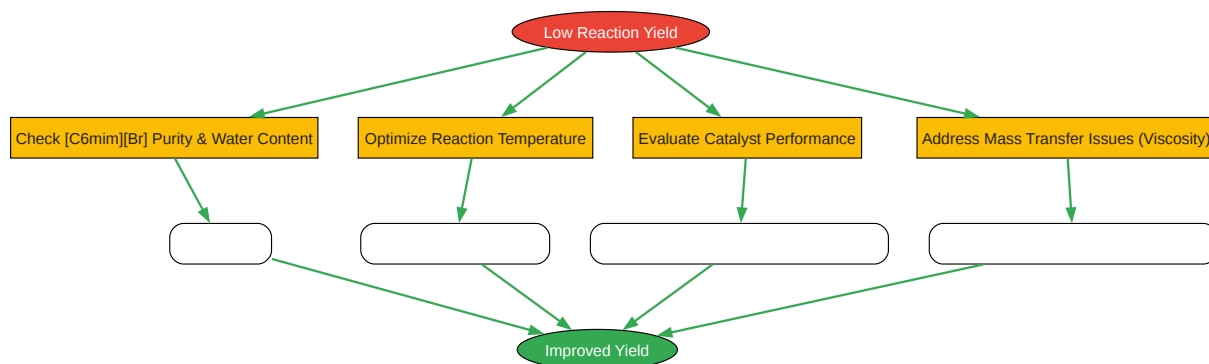 Low Reaction Yield
Check [C6mim][Br] Purity & Water Content
Optimize Reaction Temperature
Evaluate Catalyst Performance
Address Mass Transfer Issues (Viscosity)
Improved Yield